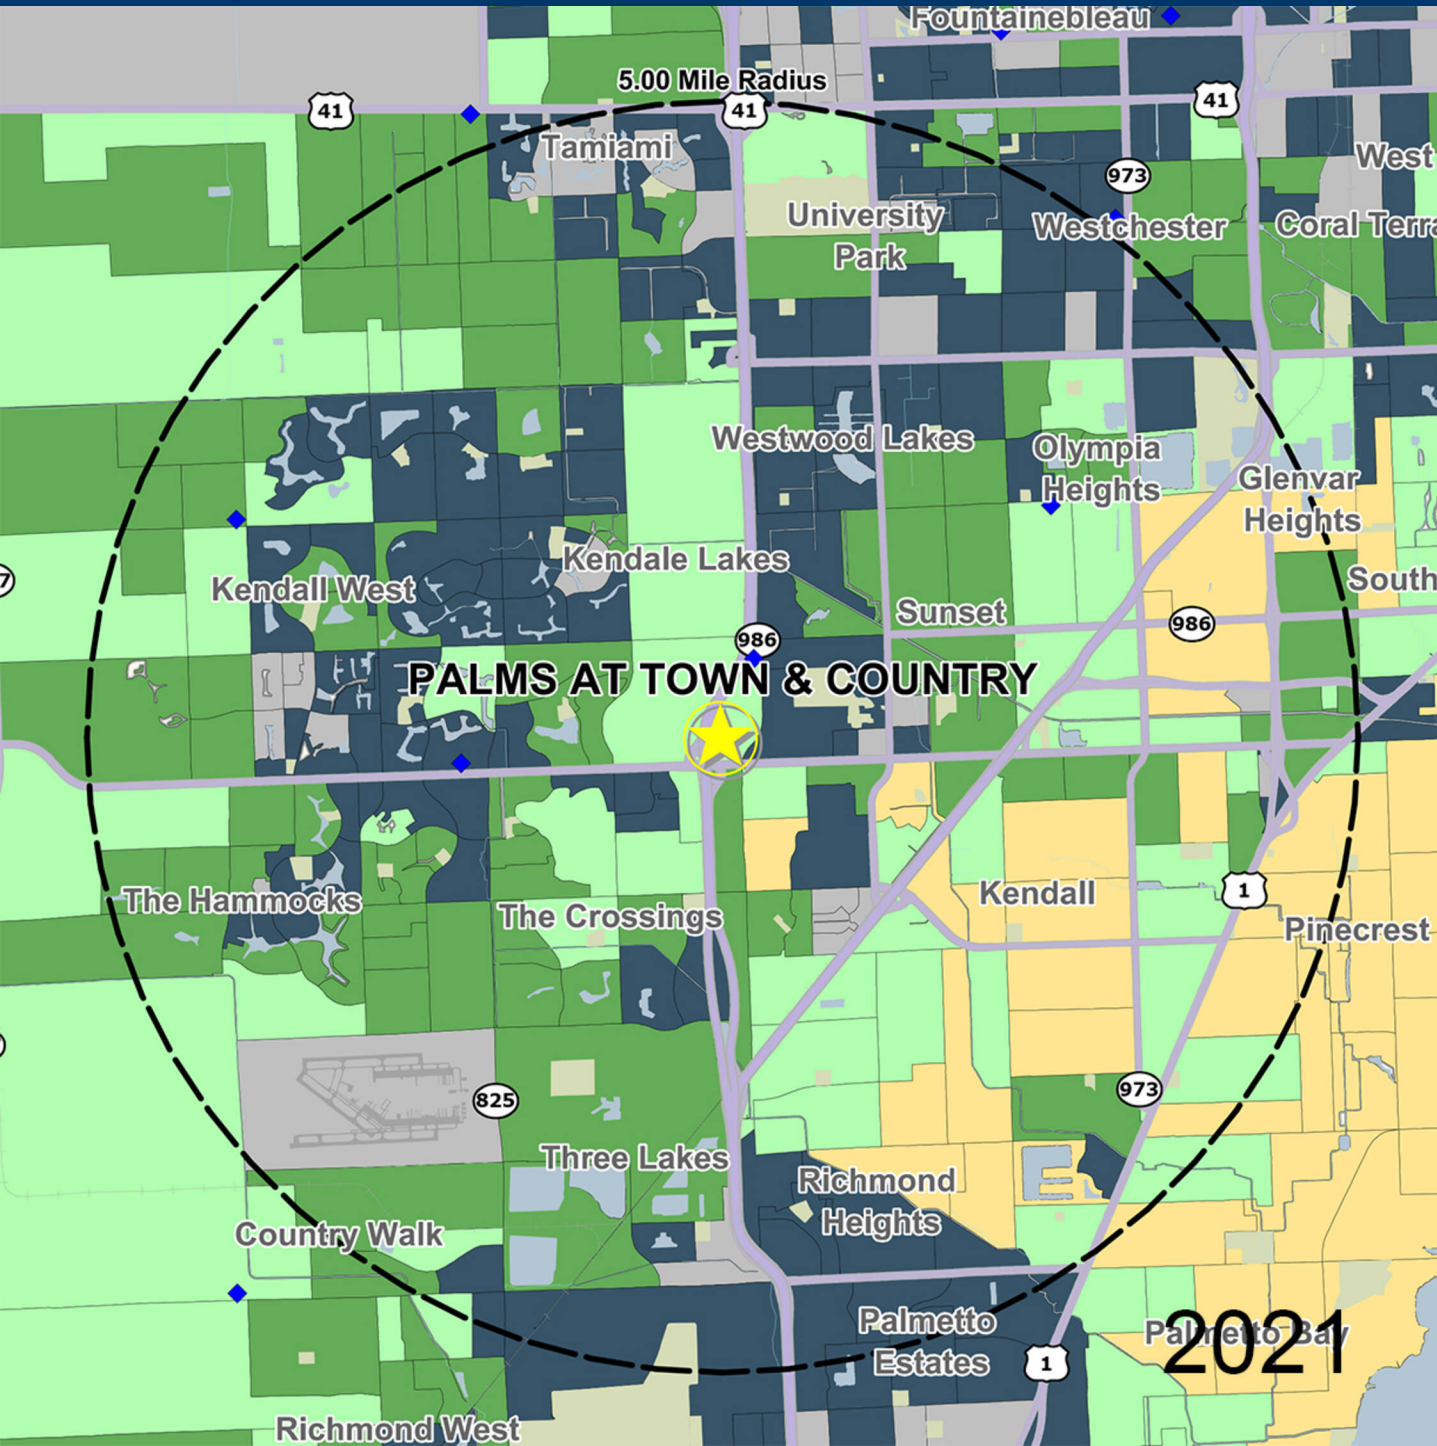 Fountainebleau
5.00 Mile Radius
41
41
41
Tamiami
West
973
University
Park
Westchester
Coral Terra
Westwood Lakes
Olympia
Heights
Glenvar
Heights
Kendale Lakes
Kendall West
7
South
Sunset
986
986
PALMS AT TOWN & COUNTRY
The Hammocks
The Crossings
Kendall
1
Pinecrest
825
973
Three Lakes
Richmond
Heights
Country Walk
Palmetto
Estates
Palmetto Bay
2021
1
Richmond West